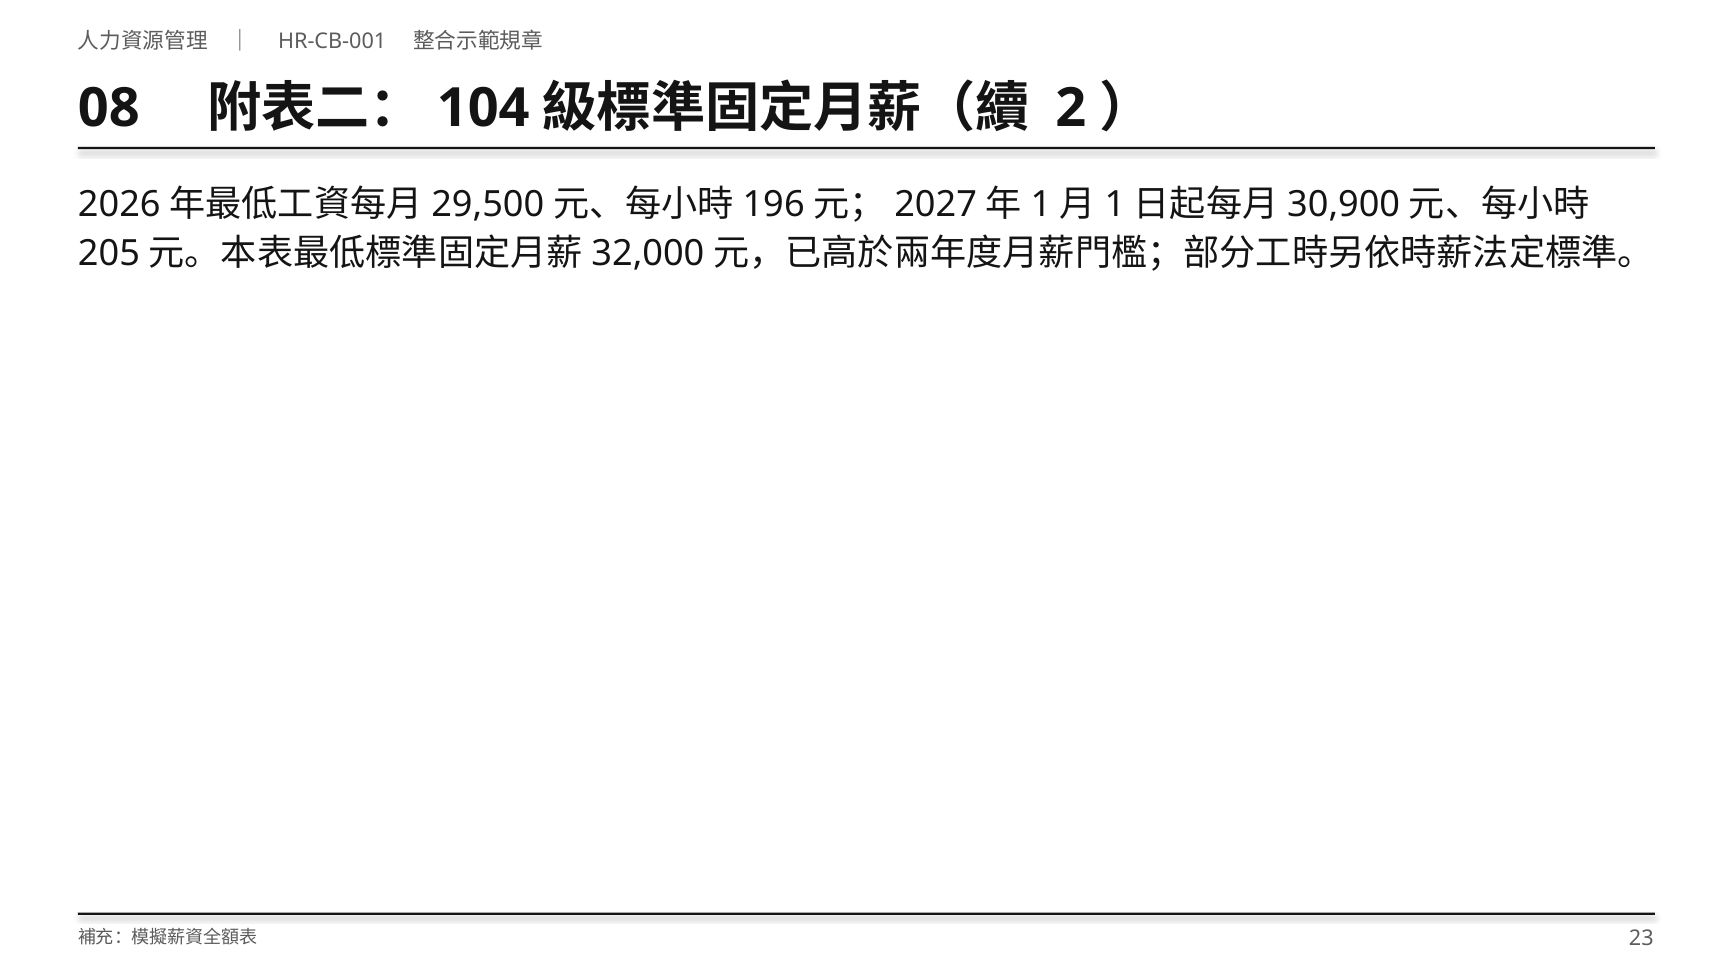 人力資源管理　｜　HR-CB-001　整合示範規章
08　附表二：104級標準固定月薪（續 2）
2026 年最低工資每月 29,500 元、每小時 196 元；2027 年 1 月 1 日起每月 30,900 元、每小時
205 元。本表最低標準固定月薪 32,000 元，已高於兩年度月薪門檻；部分工時另依時薪法定標準。
補充：模擬薪資全額表
23